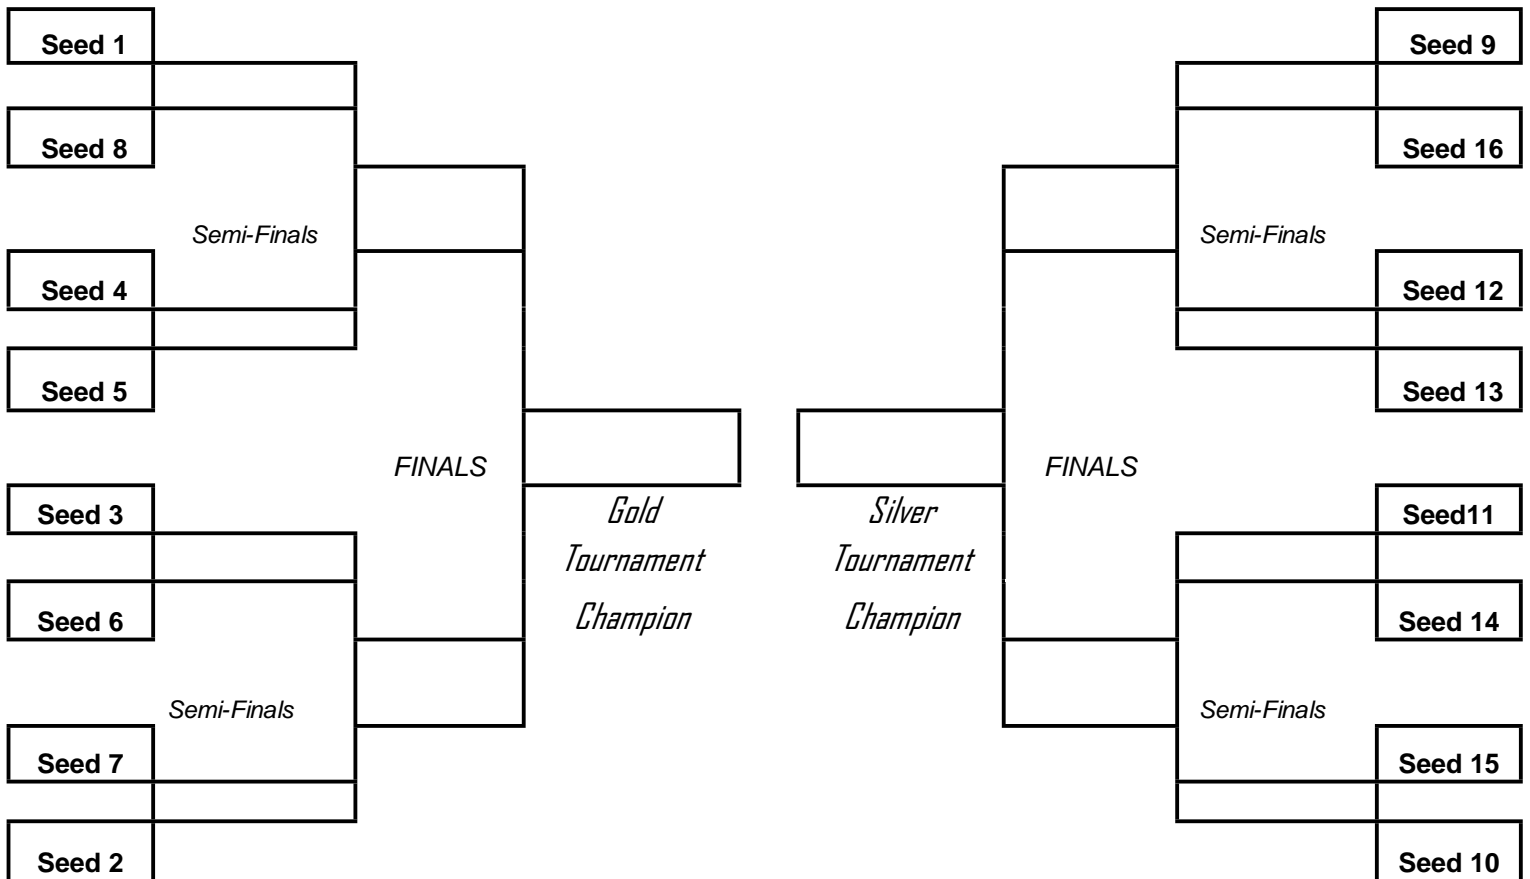 Seed 1
Seed 9
Seed 8
Seed 16
Semi-Finals
Semi-Finals
Seed 4
Seed 12
Seed 5
Seed 13
FINALS
FINALS
Seed 3
Gold
Silver
Seed11
Tournament
Tournament
Seed 6
Champion
Champion
Seed 14
Semi-Finals
Semi-Finals
Seed 7
Seed 15
Seed 2
Seed 10